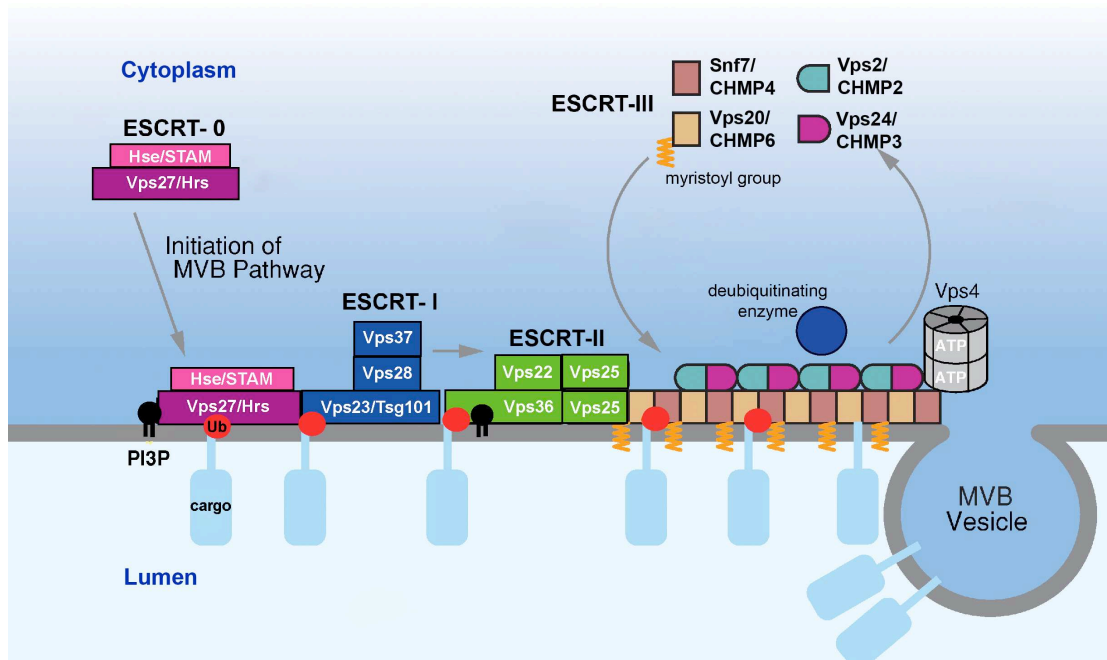 Cytoplasm
ESCRT- 0
Hse/STAM
Vps27/Hrs
Initiation of
MVB Pathway
ESCRT-III
Snf7/
CHMP4
Vps20/
CHMP6
Vps2/
CHMP2
Vps24/
CHMP3
myristoyl group
deubiquitinating
enzyme
Vps4
ATP
ATP
ESCRT- I
Vps37
Vps28
Vps23/Tsg101
ESCRT-II
Vps22
Vps25
Vps36
Vps25
Hse/STAM
Vps27/Hrs
Ub
PI3P
cargo
MVB
Vesicle
Lumen